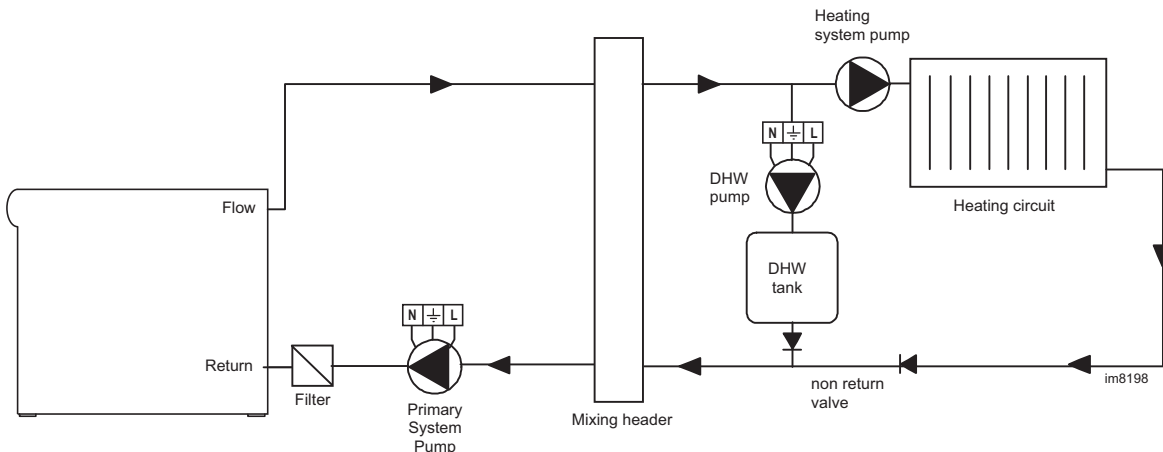 Heating
system pump
N ⏚ L
Flow
DHW
pump
Heating circuit
DHW
tank
N ⏚ L
Return
Filter
Primary
System
Pump
Mixing header
non return
valve
im8198